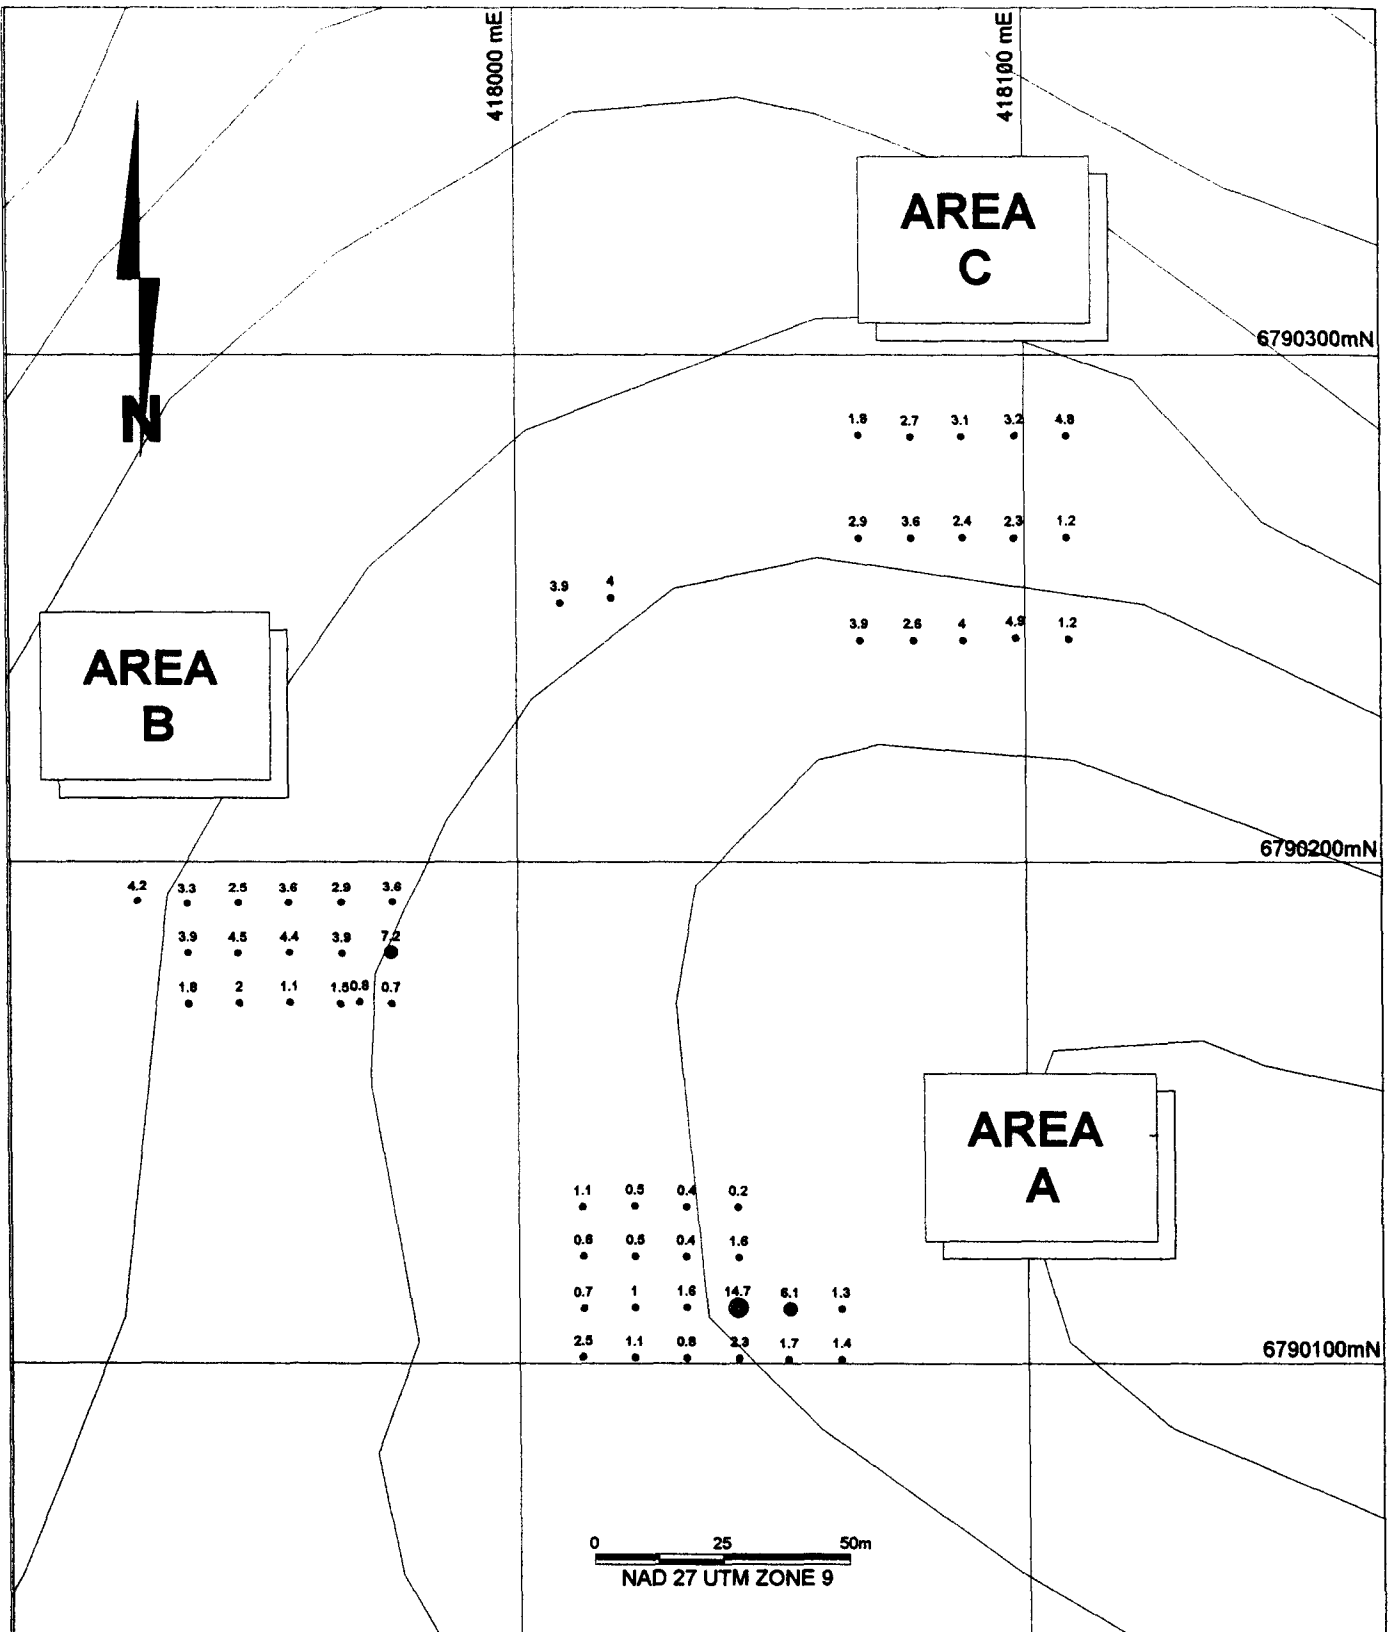 418000 mE
418100 mE
AREA
C
6790300mN
N
1.8 2.7 3.1 3.2 4.8
2.9 3.6 2.4 2.3 1.2
3.9 4
3.9 2.6 4 4.9 1.2
AREA
B
6790200mN
4.2 3.3 2.5 3.6 2.9 3.6
3.9 4.5 4.4 3.9 7.2
1.8 2 1.1 1.5 0.8 0.7
AREA
A
1.1 0.5 0.4 0.2
0.6 0.5 0.4 1.6
0.7 1 1.6 14.7 6.1 1.3
2.5 1.1 0.8 2.3 1.7 1.4
6790100mN
0 25 50m
NAD 27 UTM ZONE 9